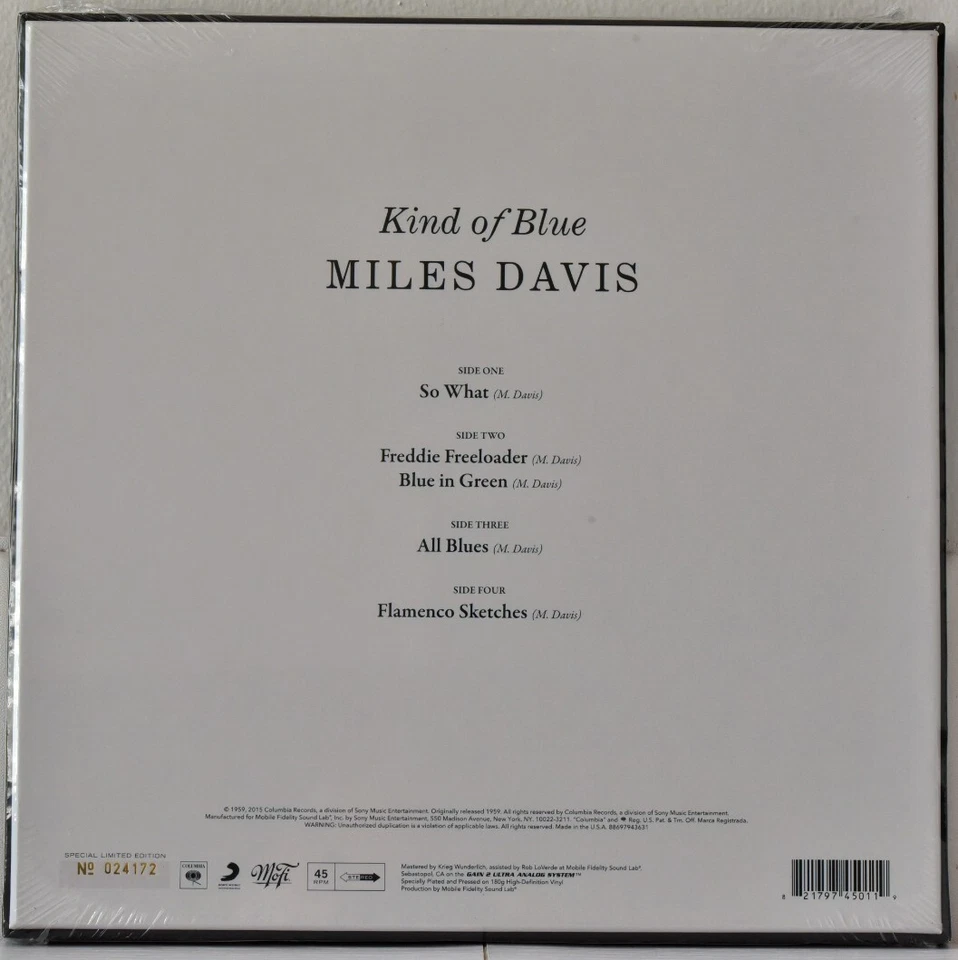 Kind of Blue
MILES DAVIS
SIDE ONE
So What (M. Davis)
SIDE TWO
Freddie Freeloader (M. Davis)
Blue in Green (M. Davis)
SIDE THREE
All Blues (M. Davis)
SIDE FOUR
Flamenco Sketches (M. Davis)
© 1959, 2015 Columbia Records, a division of Sony Music Entertainment. Originally released 1959. All rights reserved by Columbia Records, a division of Sony Music Entertainment.
Manufactured for Mobile Fidelity Sound Lab®, Inc. by Sony Music Entertainment, 550 Madison Avenue, New York, NY, 10022-3211. "Columbia" and Reg. U.S. Pat. & Tm. Off. Marca Registrada.
WARNING: Unauthorized duplication is a violation of applicable laws. All rights reserved. Made in the U.S.A. 88697943631
SPECIAL LIMITED EDITION
Nº 024172
COLUMBIA
MoFi
45
RPM
STEREO
Mastered by Krieg Wunderlich, assisted by Rob LoVerde at Mobile Fidelity Sound Lab®
Sebastopol, CA on the GAIN 2 ULTRA ANALOG SYSTEM™
Specially Plated and Pressed on 180g High-Definition Vinyl
Production by Mobile Fidelity Sound Lab®
8 21797 45011 9